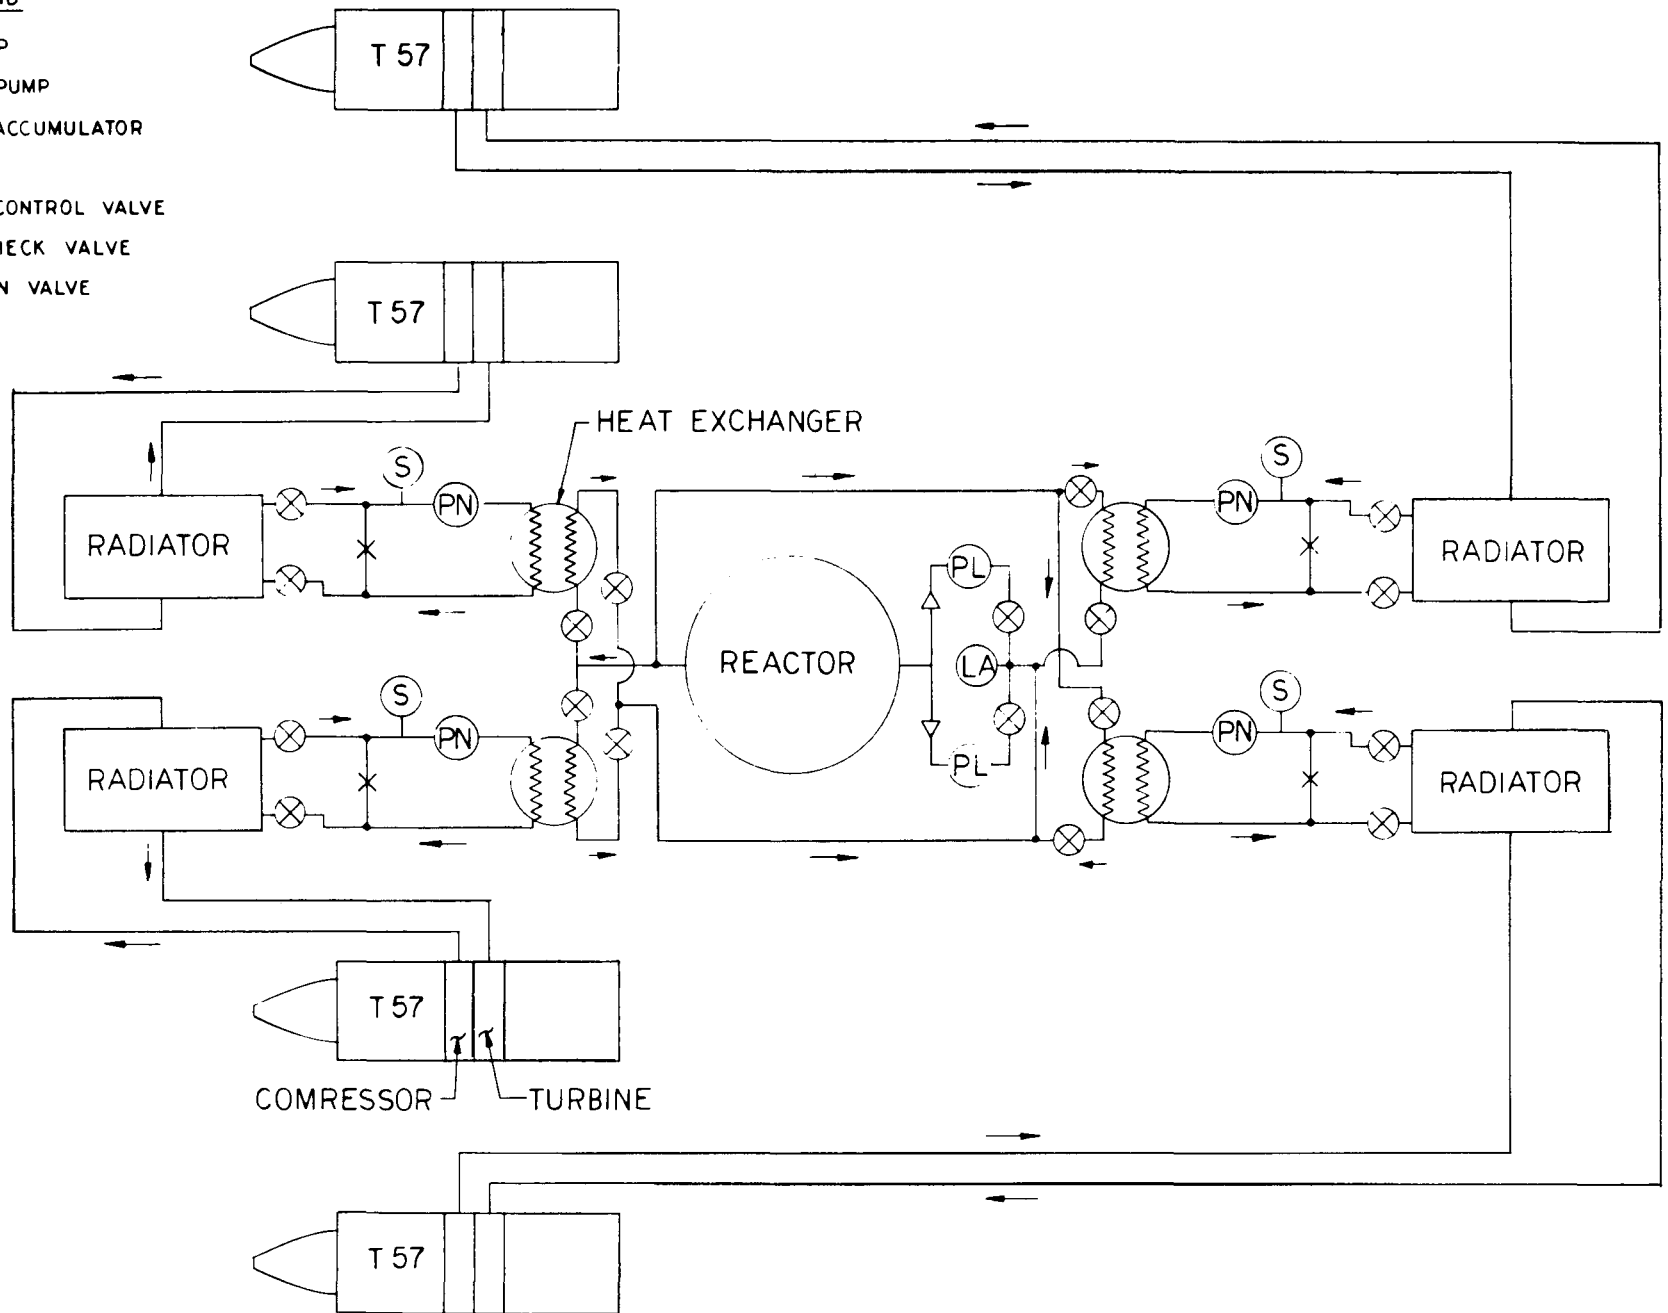 P
PUMP
ACCUMULATOR
CONTROL VALVE
HECK VALVE
N VALVE
T 57
T 57
HEAT EXCHANGER
S
PN
RADIATOR
S
PN
RADIATOR
PL
REACTOR
LA
PL
S
PN
RADIATOR
S
PN
RADIATOR
T 57
COMRESSOR
TURBINE
T 57